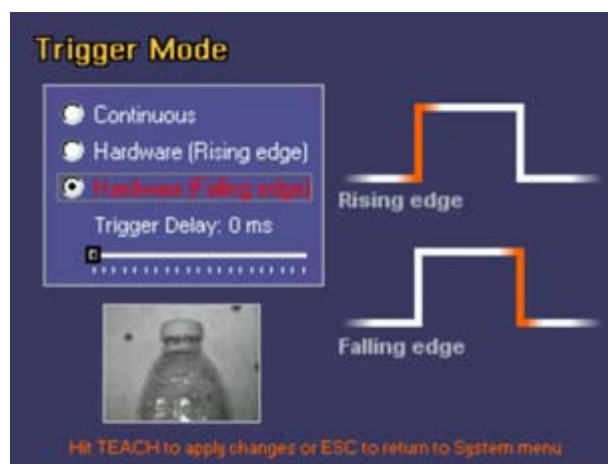 Trigger Mode
Continuous
Hardware (Rising edge)
Hardware (Falling edge)
Trigger Delay: 0 ms
Rising edge
Falling edge
Hit TEACH to apply changes or ESC to return to System menu